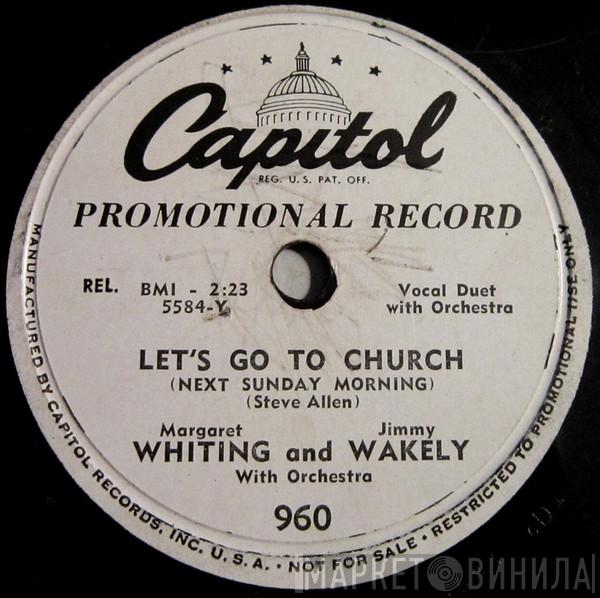 Capitol
REG. U.S. PAT. OFF.
PROMOTIONAL RECORD
REL. BMI - 2:23
5584-Y
Vocal Duet
with Orchestra
LET'S GO TO CHURCH
(NEXT SUNDAY MORNING)
(Steve Allen)
Margaret Jimmy
WHITING and WAKELY
With Orchestra
960
MANUFACTURED BY CAPITOL RECORDS, INC. U.S.A. • NOT FOR SALE • RESTRICTED TO PROMOTIONAL USE ONLY
МАРКЕТ ВИНИЛА